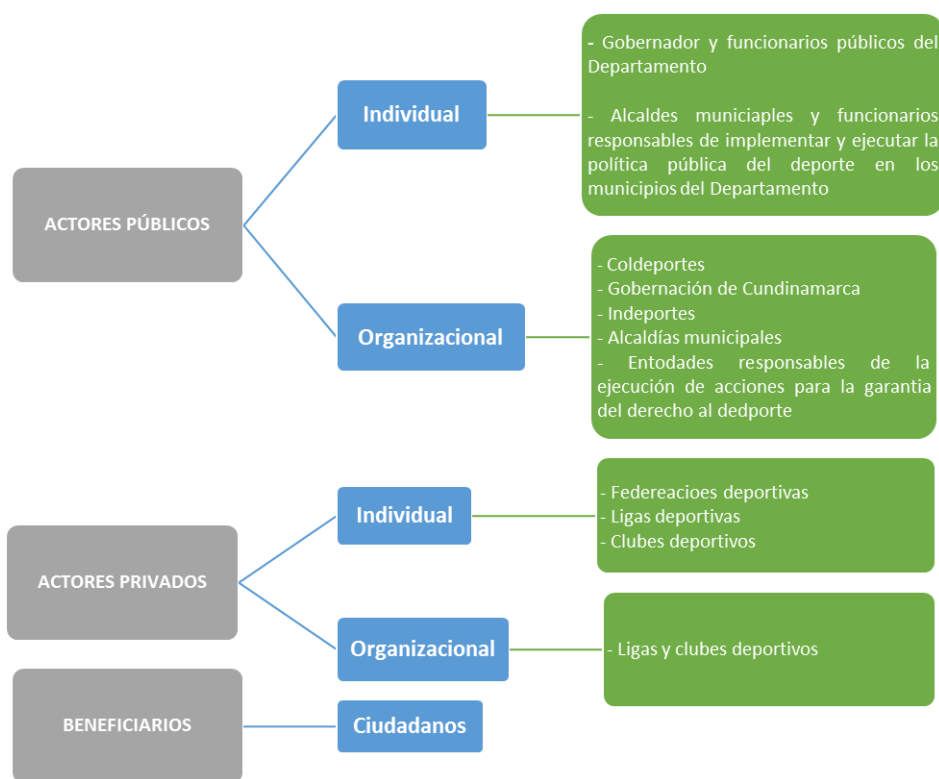 ACTORES PÚBLICOS
Individual
- Gobernador y funcionarios públicos del
Departamento
- Alcaldes municiaples y funcionarios
responsables de implementar y ejecutar la
política pública del deporte en los
municipios del Departamento
Organizacional
- Coldeportes
- Gobernación de Cundinamarca
- Indeportes
- Alcaldías municipales
- Entodades responsables de la
ejecución de acciones para la garantia
del derecho al dedporte
ACTORES PRIVADOS
Individual
- Federeacioes deportivas
- Ligas deportivas
- Clubes deportivos
Organizacional
- Ligas y clubes deportivos
BENEFICIARIOS
Ciudadanos